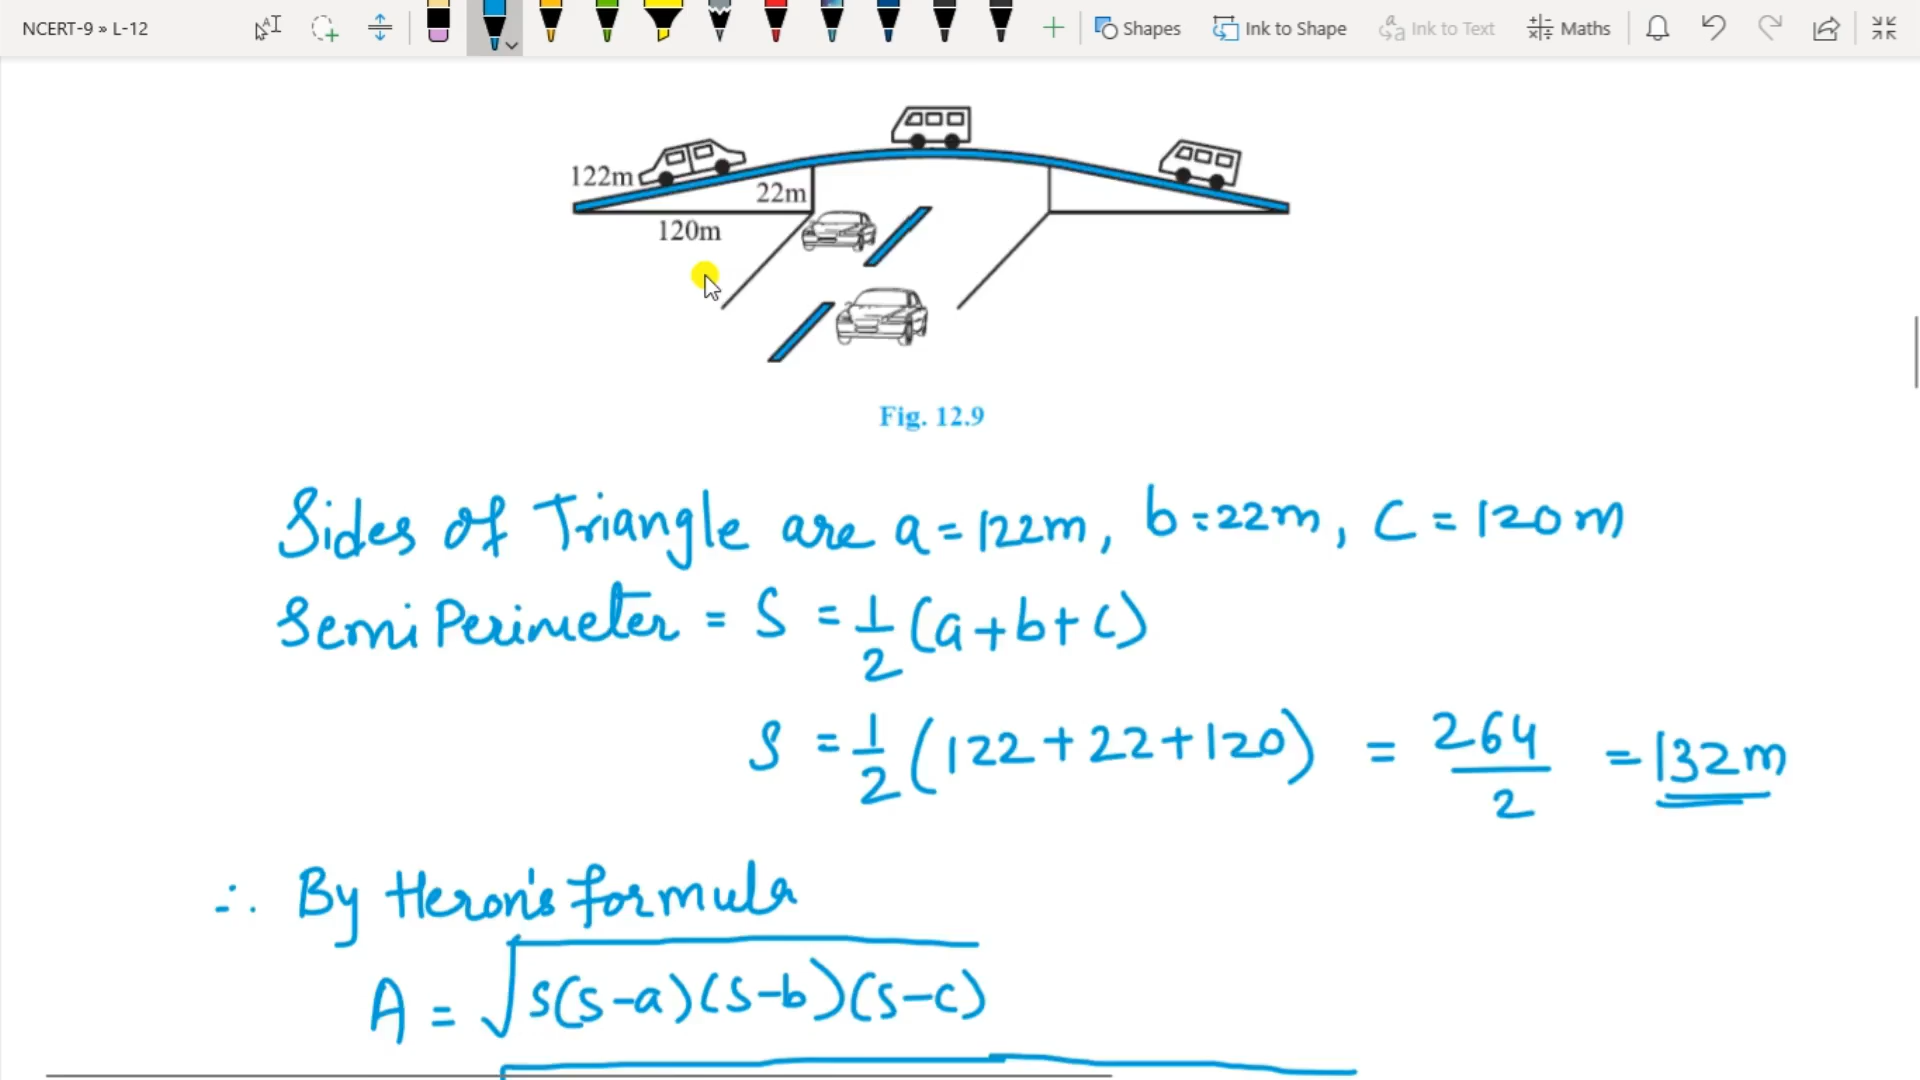 NCERT-9 » L-12
Shapes
Ink to Shape
Ink to Text
Maths
122m
22m
120m
Fig. 12.9
Sides of Triangle are a = 122m, b = 22m, C = 120m
Semi Perimeter = S = 1/2 (a+b+c)
S = 1/2 (122+22+120) = 264/2 = 132m
∴ By Heron's formula
A = √s(s-a)(s-b)(s-c)